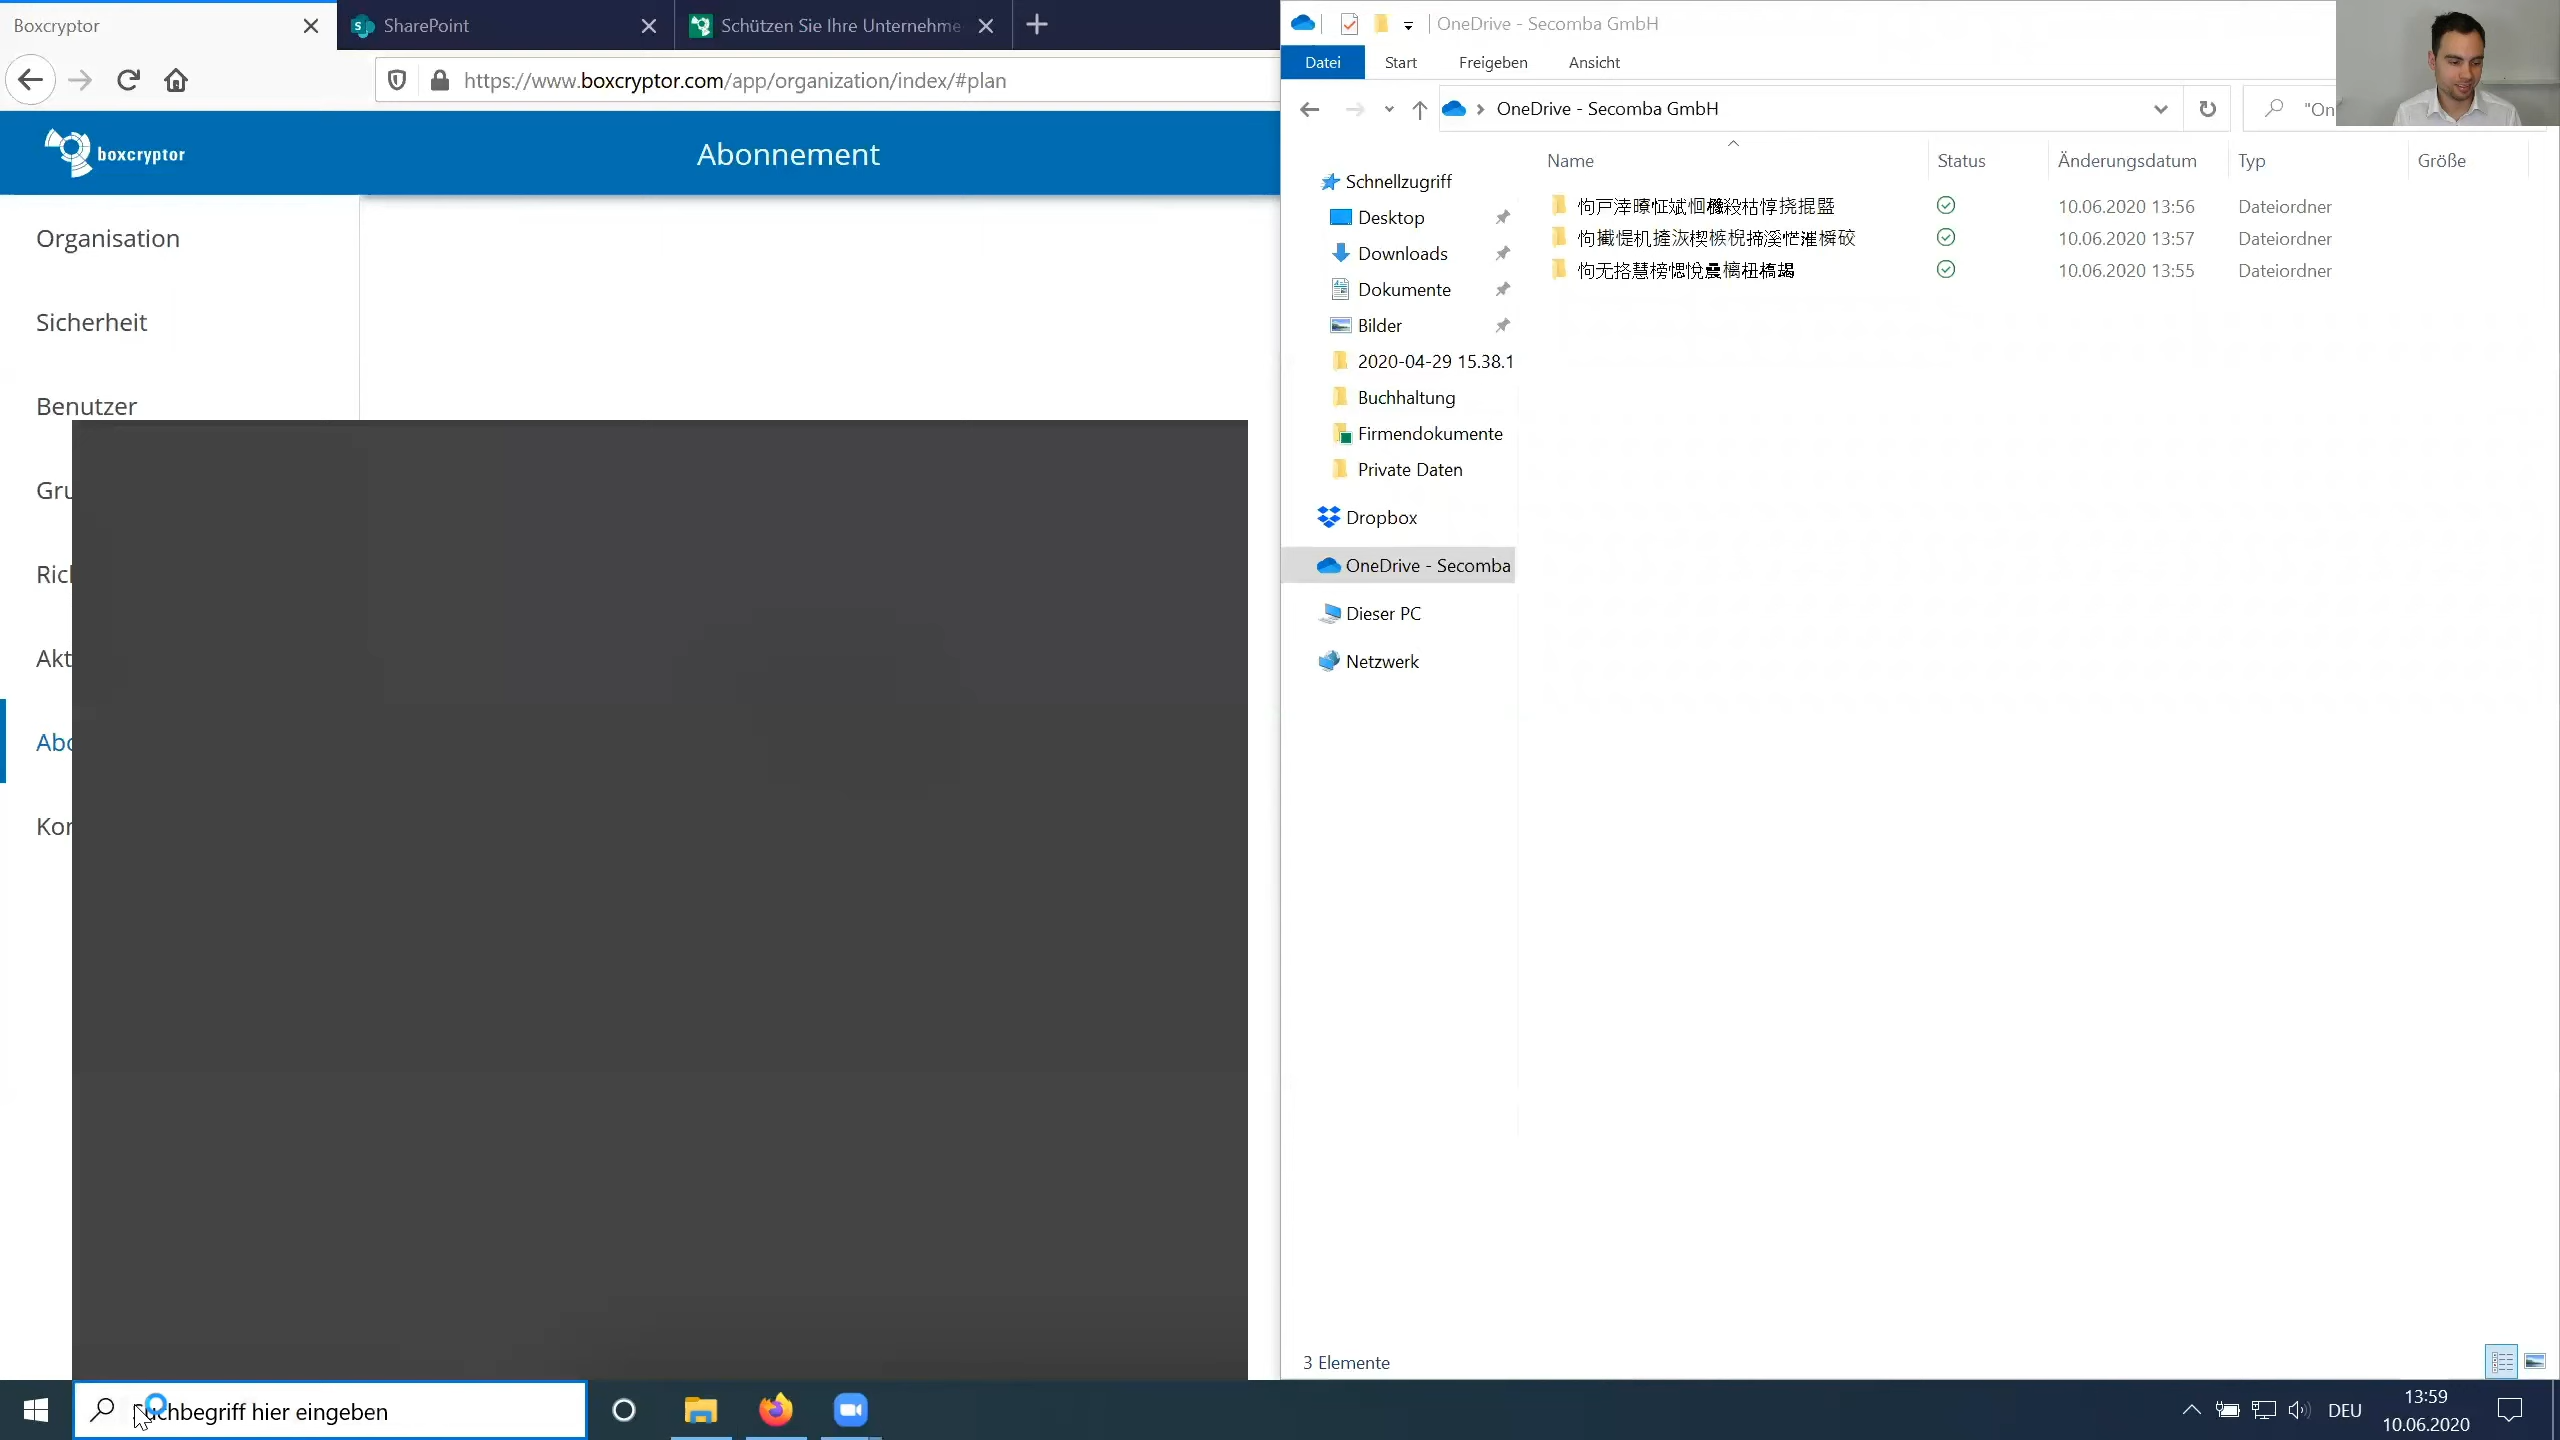 Boxcryptor
SharePoint
Schützen Sie Ihre Unternehme
https://www.boxcryptor.com/app/organization/index/#plan
boxcryptor
Abonnement
Organisation
Sicherheit
Benutzer
Gru
Rich
Akt
Abo
Kon
OneDrive - Secomba GmbH
Datei Start Freigeben Ansicht
OneDrive - Secomba GmbH
"On
Name Status Änderungsdatum Typ Größe
10.06.2020 13:56 Dateiordner
10.06.2020 13:57 Dateiordner
10.06.2020 13:55 Dateiordner
Schnellzugriff
Desktop
Downloads
Dokumente
Bilder
2020-04-29 15.38.1
Buchhaltung
Firmendokumente
Private Daten
Dropbox
OneDrive - Secomba
Dieser PC
Netzwerk
3 Elemente
hier eingeben
DEU
13:59
10.06.2020